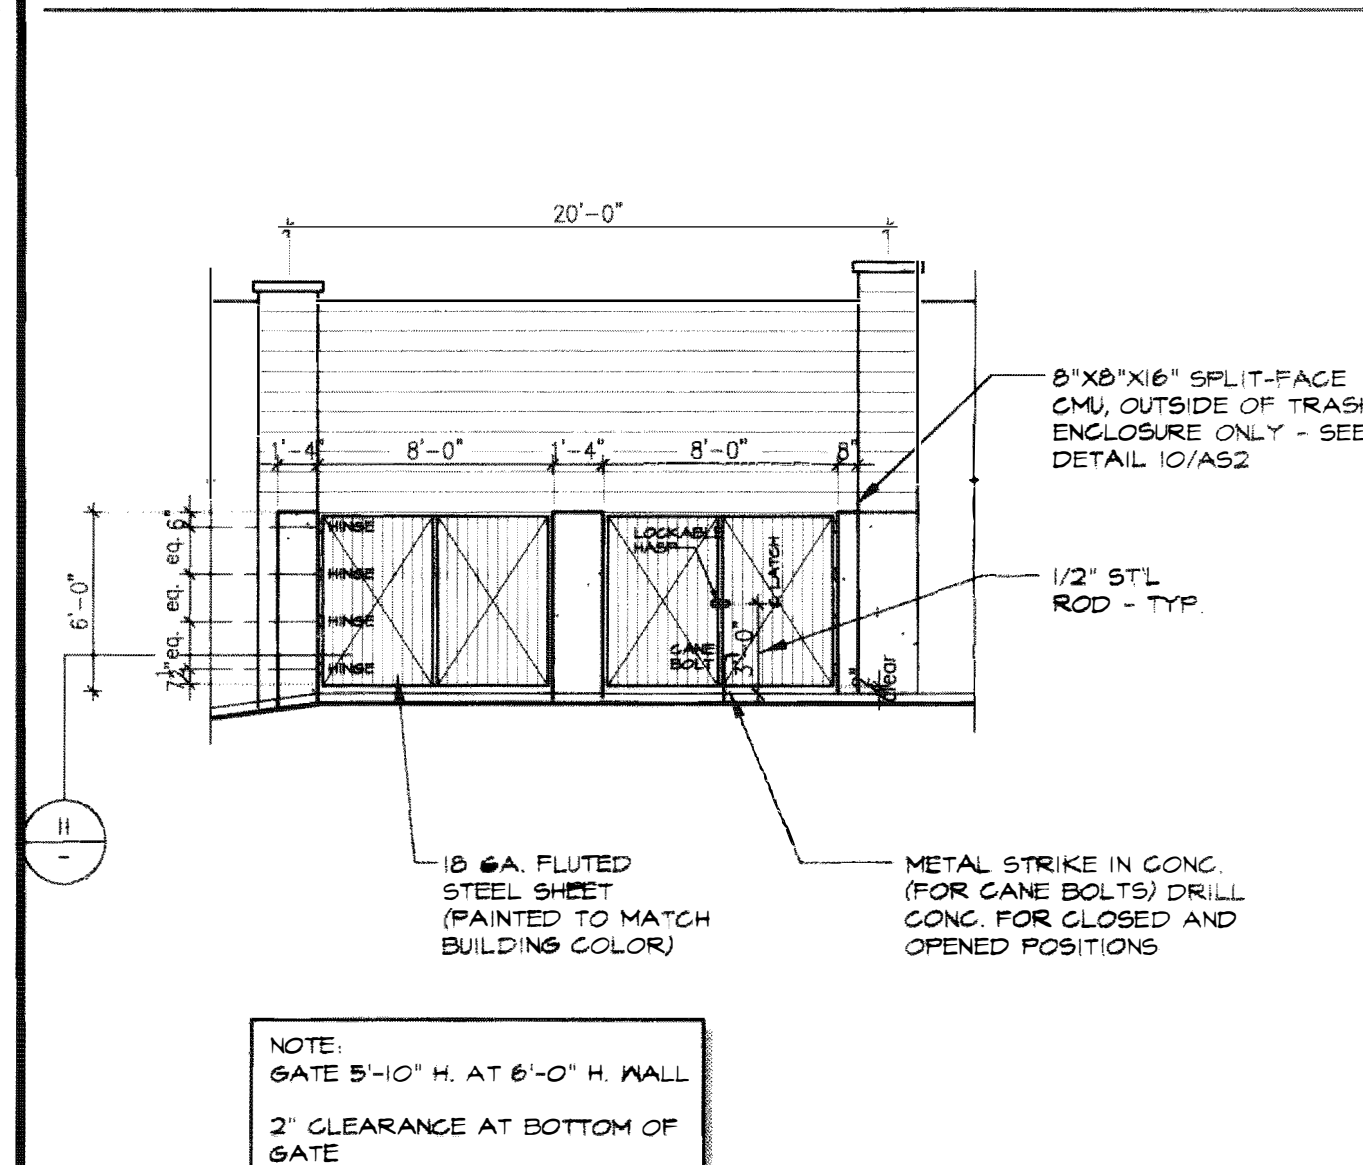 20'-0"
8"X8"X16" SPLIT-FACE
CMU, OUTSIDE OF TRASH
ENCLOSURE ONLY - SEE
DETAIL 10/AS2
1'-4" 8'-0" 1'-4" 8'-0" 8"
6'-0"
6"
eq.
eq.
eq.
7½"
HINGE
HINGE
HINGE
HINGE
LOCKABLE
HASP
LATCH
CANE
BOLT
3'-0"
2"
clear
1/2" ST'L
ROD - TYP.
11
-
18 GA. FLUTED
STEEL SHEET
(PAINTED TO MATCH
BUILDING COLOR)
METAL STRIKE IN CONC.
(FOR CANE BOLTS) DRILL
CONC. FOR CLOSED AND
OPENED POSITIONS
NOTE:
GATE 5'-10" H. AT 6'-0" H. WALL
2" CLEARANCE AT BOTTOM OF
GATE